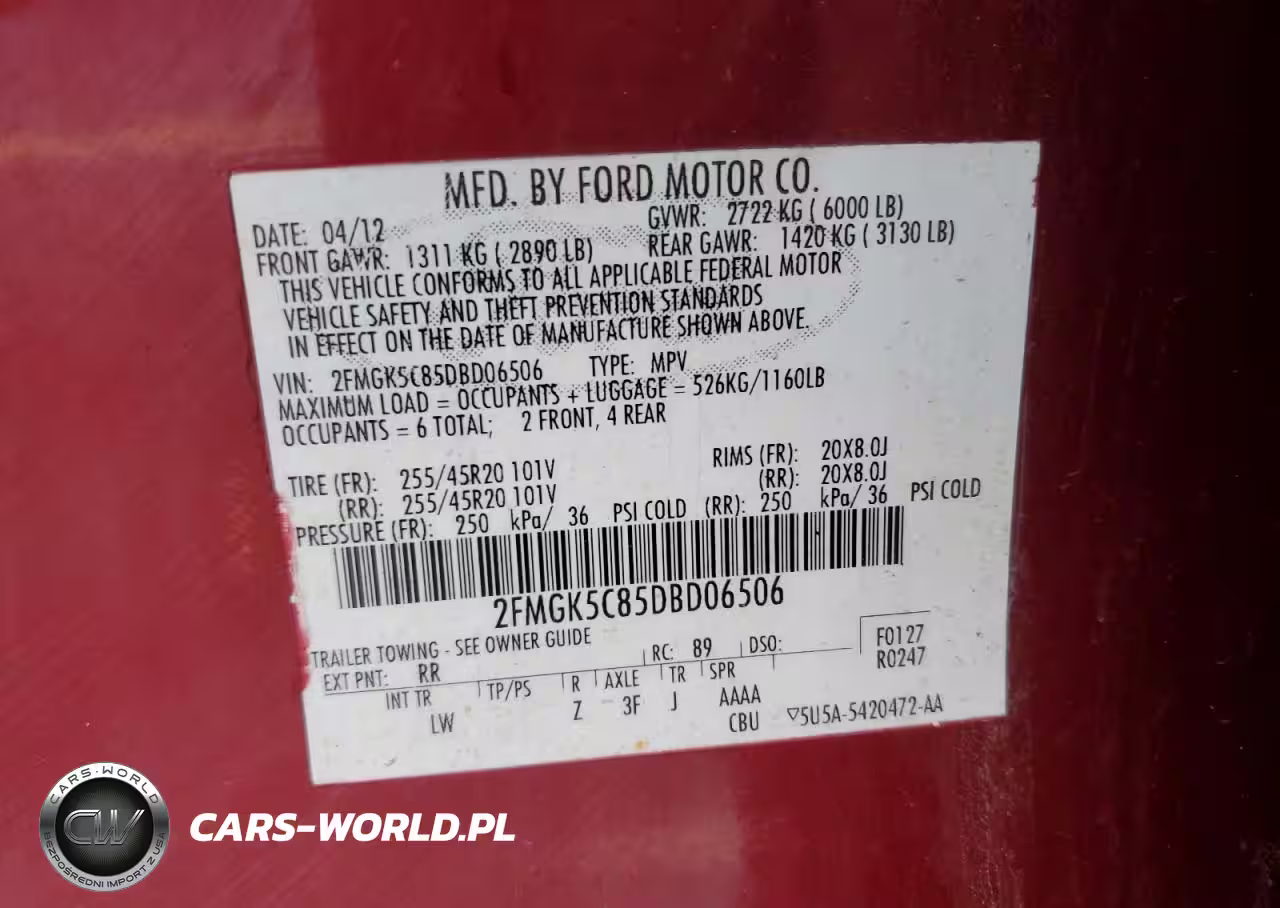 MFD. BY FORD MOTOR CO.
DATE: 04/12 GVWR: 2722 KG ( 6000 LB)
FRONT GAWR: 1311 KG ( 2890 LB) REAR GAWR: 1420 KG ( 3130 LB)
THIS VEHICLE CONFORMS TO ALL APPLICABLE FEDERAL MOTOR
VEHICLE SAFETY AND THEFT PREVENTION STANDARDS
IN EFFECT ON THE DATE OF MANUFACTURE SHOWN ABOVE.
VIN: 2FMGK5C85DBD06506 TYPE: MPV
MAXIMUM LOAD = OCCUPANTS + LUGGAGE = 526KG/1160LB
OCCUPANTS = 6 TOTAL; 2 FRONT, 4 REAR
TIRE (FR): 255/45R20 101V RIMS (FR): 20X8.0J
(RR): 255/45R20 101V (RR): 20X8.0J
PRESSURE (FR): 250 kPa/ 36 PSI COLD (RR): 250 kPa/ 36 PSI COLD
2FMGK5C85DBD06506
TRAILER TOWING - SEE OWNER GUIDE
EXT PNT: RR RC: 89 DSO: F0127
R0247
INT TR TP/PS R AXLE TR SPR
LW Z 3F J AAAA
CBU ▽5U5A-5420472-AA
CARS-WORLD
CW
BEZPOŚREDNI IMPORT Z USA
CARS-WORLD.PL